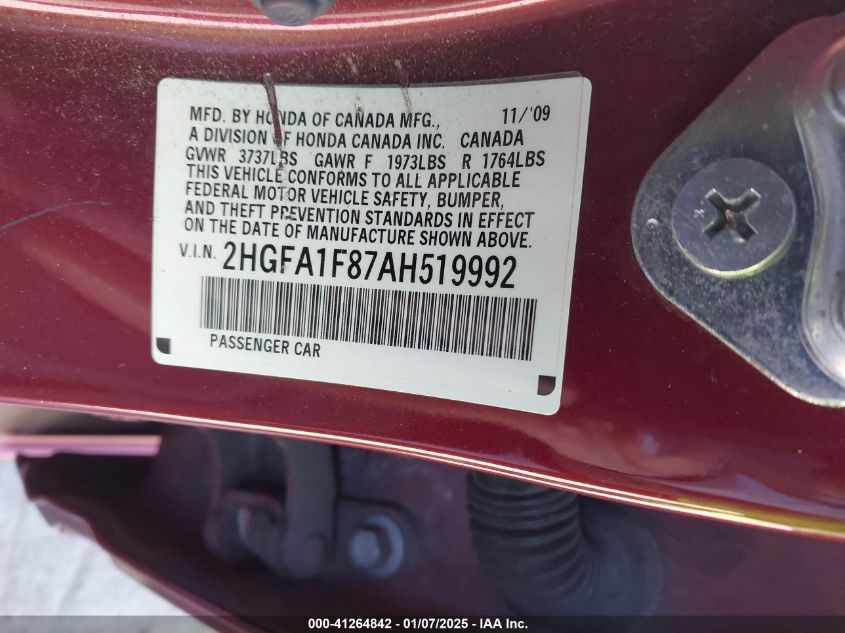 MFD. BY HONDA OF CANADA MFG., 11/'09
A DIVISION OF HONDA CANADA INC. CANADA
GVWR 3737LBS GAWR F 1973LBS R 1764LBS
THIS VEHICLE CONFORMS TO ALL APPLICABLE
FEDERAL MOTOR VEHICLE SAFETY, BUMPER,
AND THEFT PREVENTION STANDARDS IN EFFECT
ON THE DATE OF MANUFACTURE SHOWN ABOVE.
V.I.N. 2HGFA1F87AH519992
PASSENGER CAR
000-41264842 - 01/07/2025 - IAA Inc.